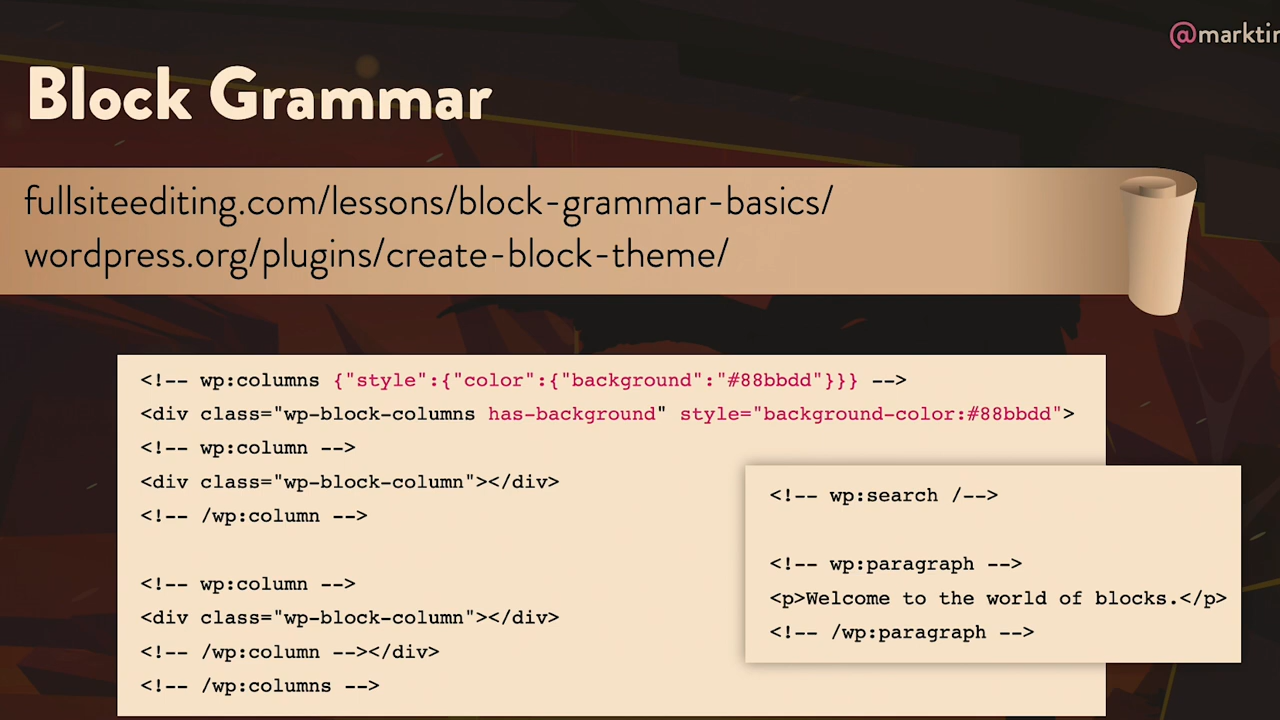 Block Grammar
fullsiteediting.com/lessons/block-grammar-basics/
wordpress.org/plugins/create-block-theme/
<!-- wp:columns {"style":{"color":{"background":"#88bbdd"}}} -->
<div class="wp-block-columns has-background" style="background-color:#88bbdd">
<!-- wp:column -->
<div class="wp-block-column"></div>
<!-- /wp:column -->
<!-- wp:column -->
<div class="wp-block-column"></div>
<!-- /wp:column --></div>
<!-- /wp:columns -->
<!-- wp:search /-->
<!-- wp:paragraph -->
<p>Welcome to the world of blocks.</p>
<!-- /wp:paragraph -->